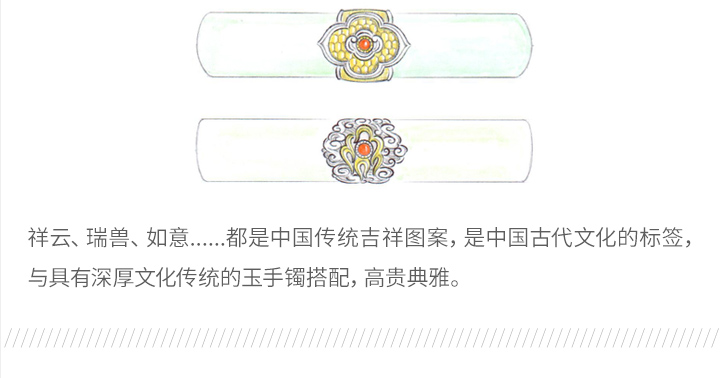 祥云、瑞兽、如意......都是中国传统吉祥图案，是中国古代文化的标签，
与具有深厚文化传统的玉手镯搭配，高贵典雅。